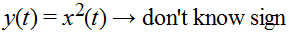 y(t) = x²(t) → don't know sign